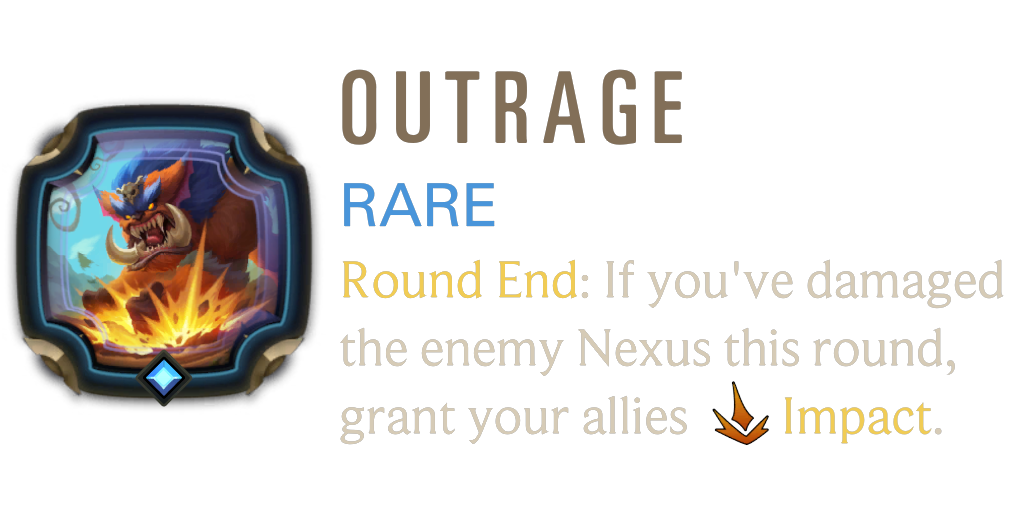 OUTRAGE
RARE
Round End: If you've damaged
the enemy Nexus this round,
grant your allies Impact.